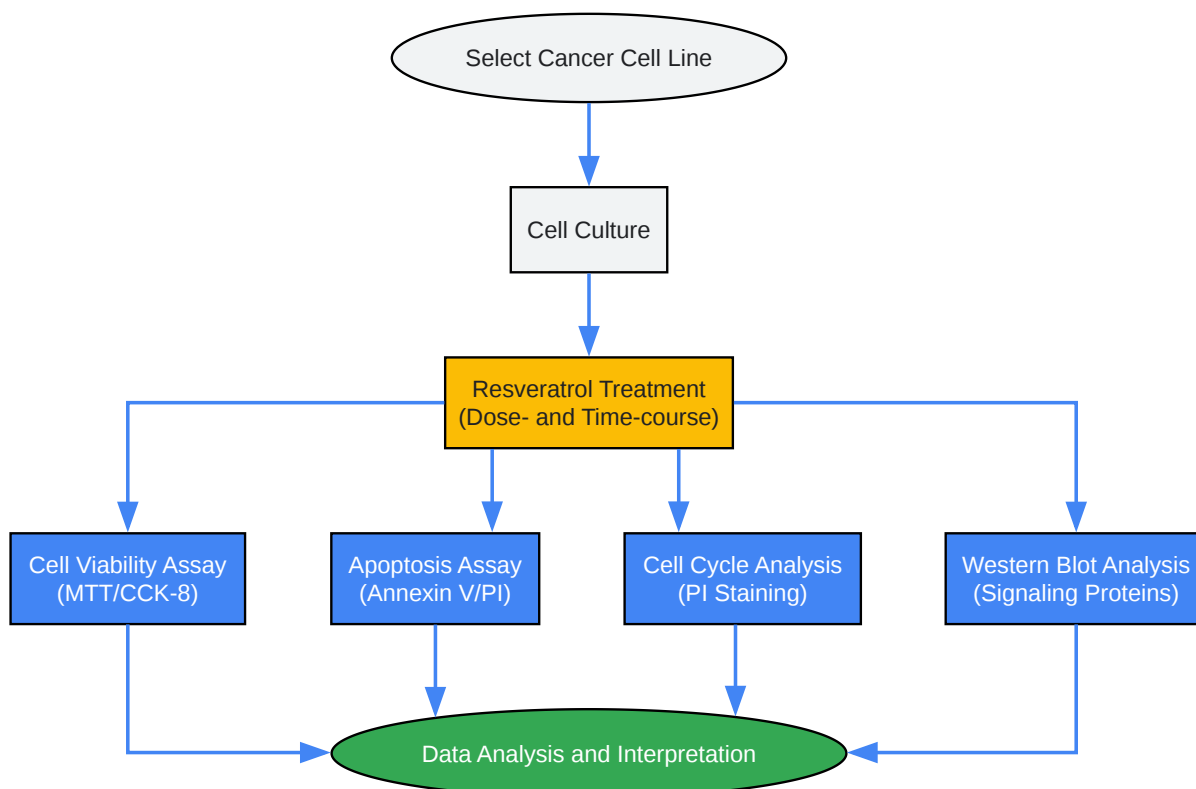 Select Cancer Cell Line
Cell Culture
Resveratrol Treatment
(Dose- and Time-course)
Cell Viability Assay
(MTT/CCK-8)
Apoptosis Assay
(Annexin V/PI)
Cell Cycle Analysis
(PI Staining)
Western Blot Analysis
(Signaling Proteins)
Data Analysis and Interpretation